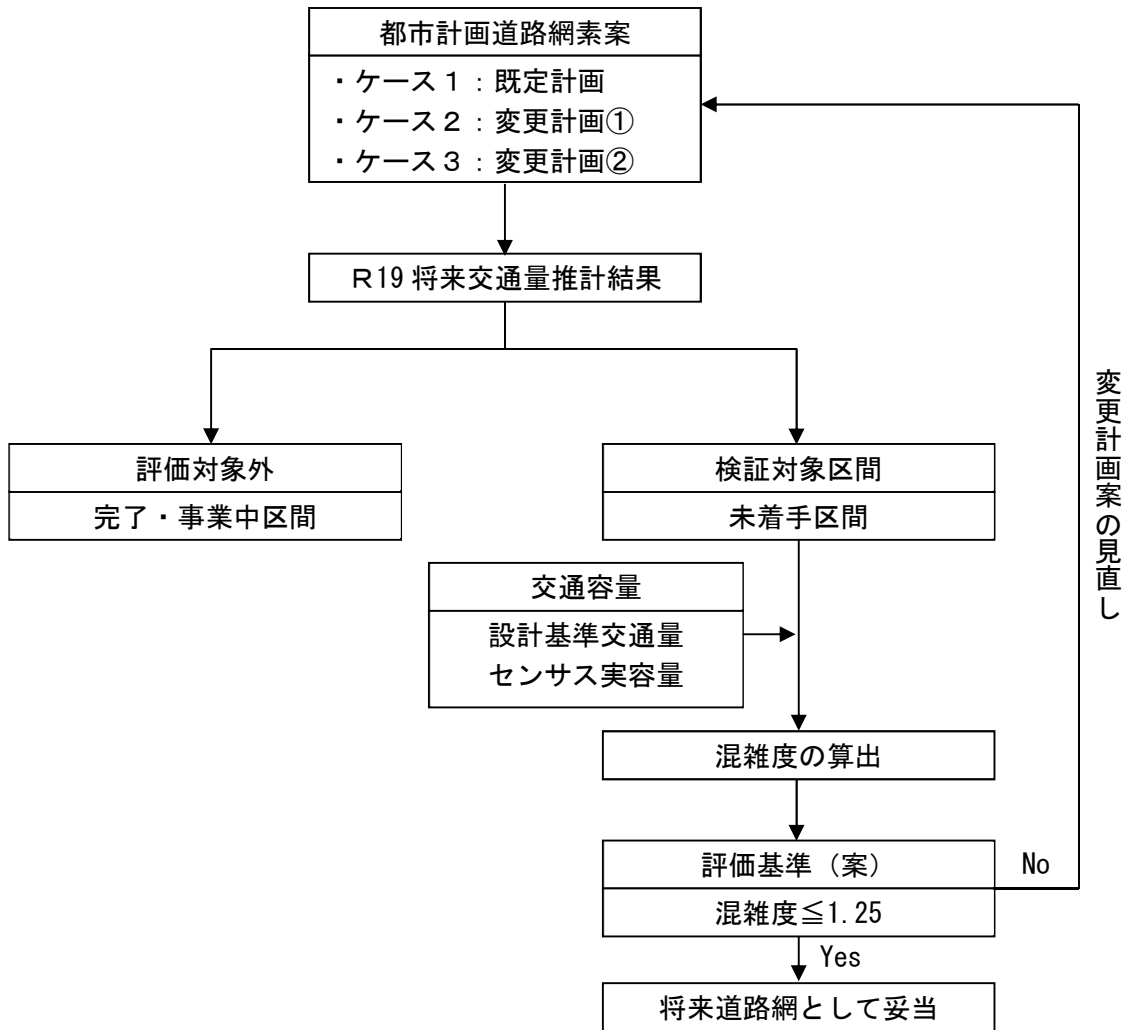 都市計画道路網素案
・ケース１：既定計画
・ケース２：変更計画①
・ケース３：変更計画②
Ｒ19 将来交通量推計結果
評価対象外
完了・事業中区間
検証対象区間
未着手区間
交通容量
設計基準交通量
センサス実容量
混雑度の算出
評価基準（案）
混雑度≦1.25
No
Yes
将来道路網として妥当
変更計画案の見直し